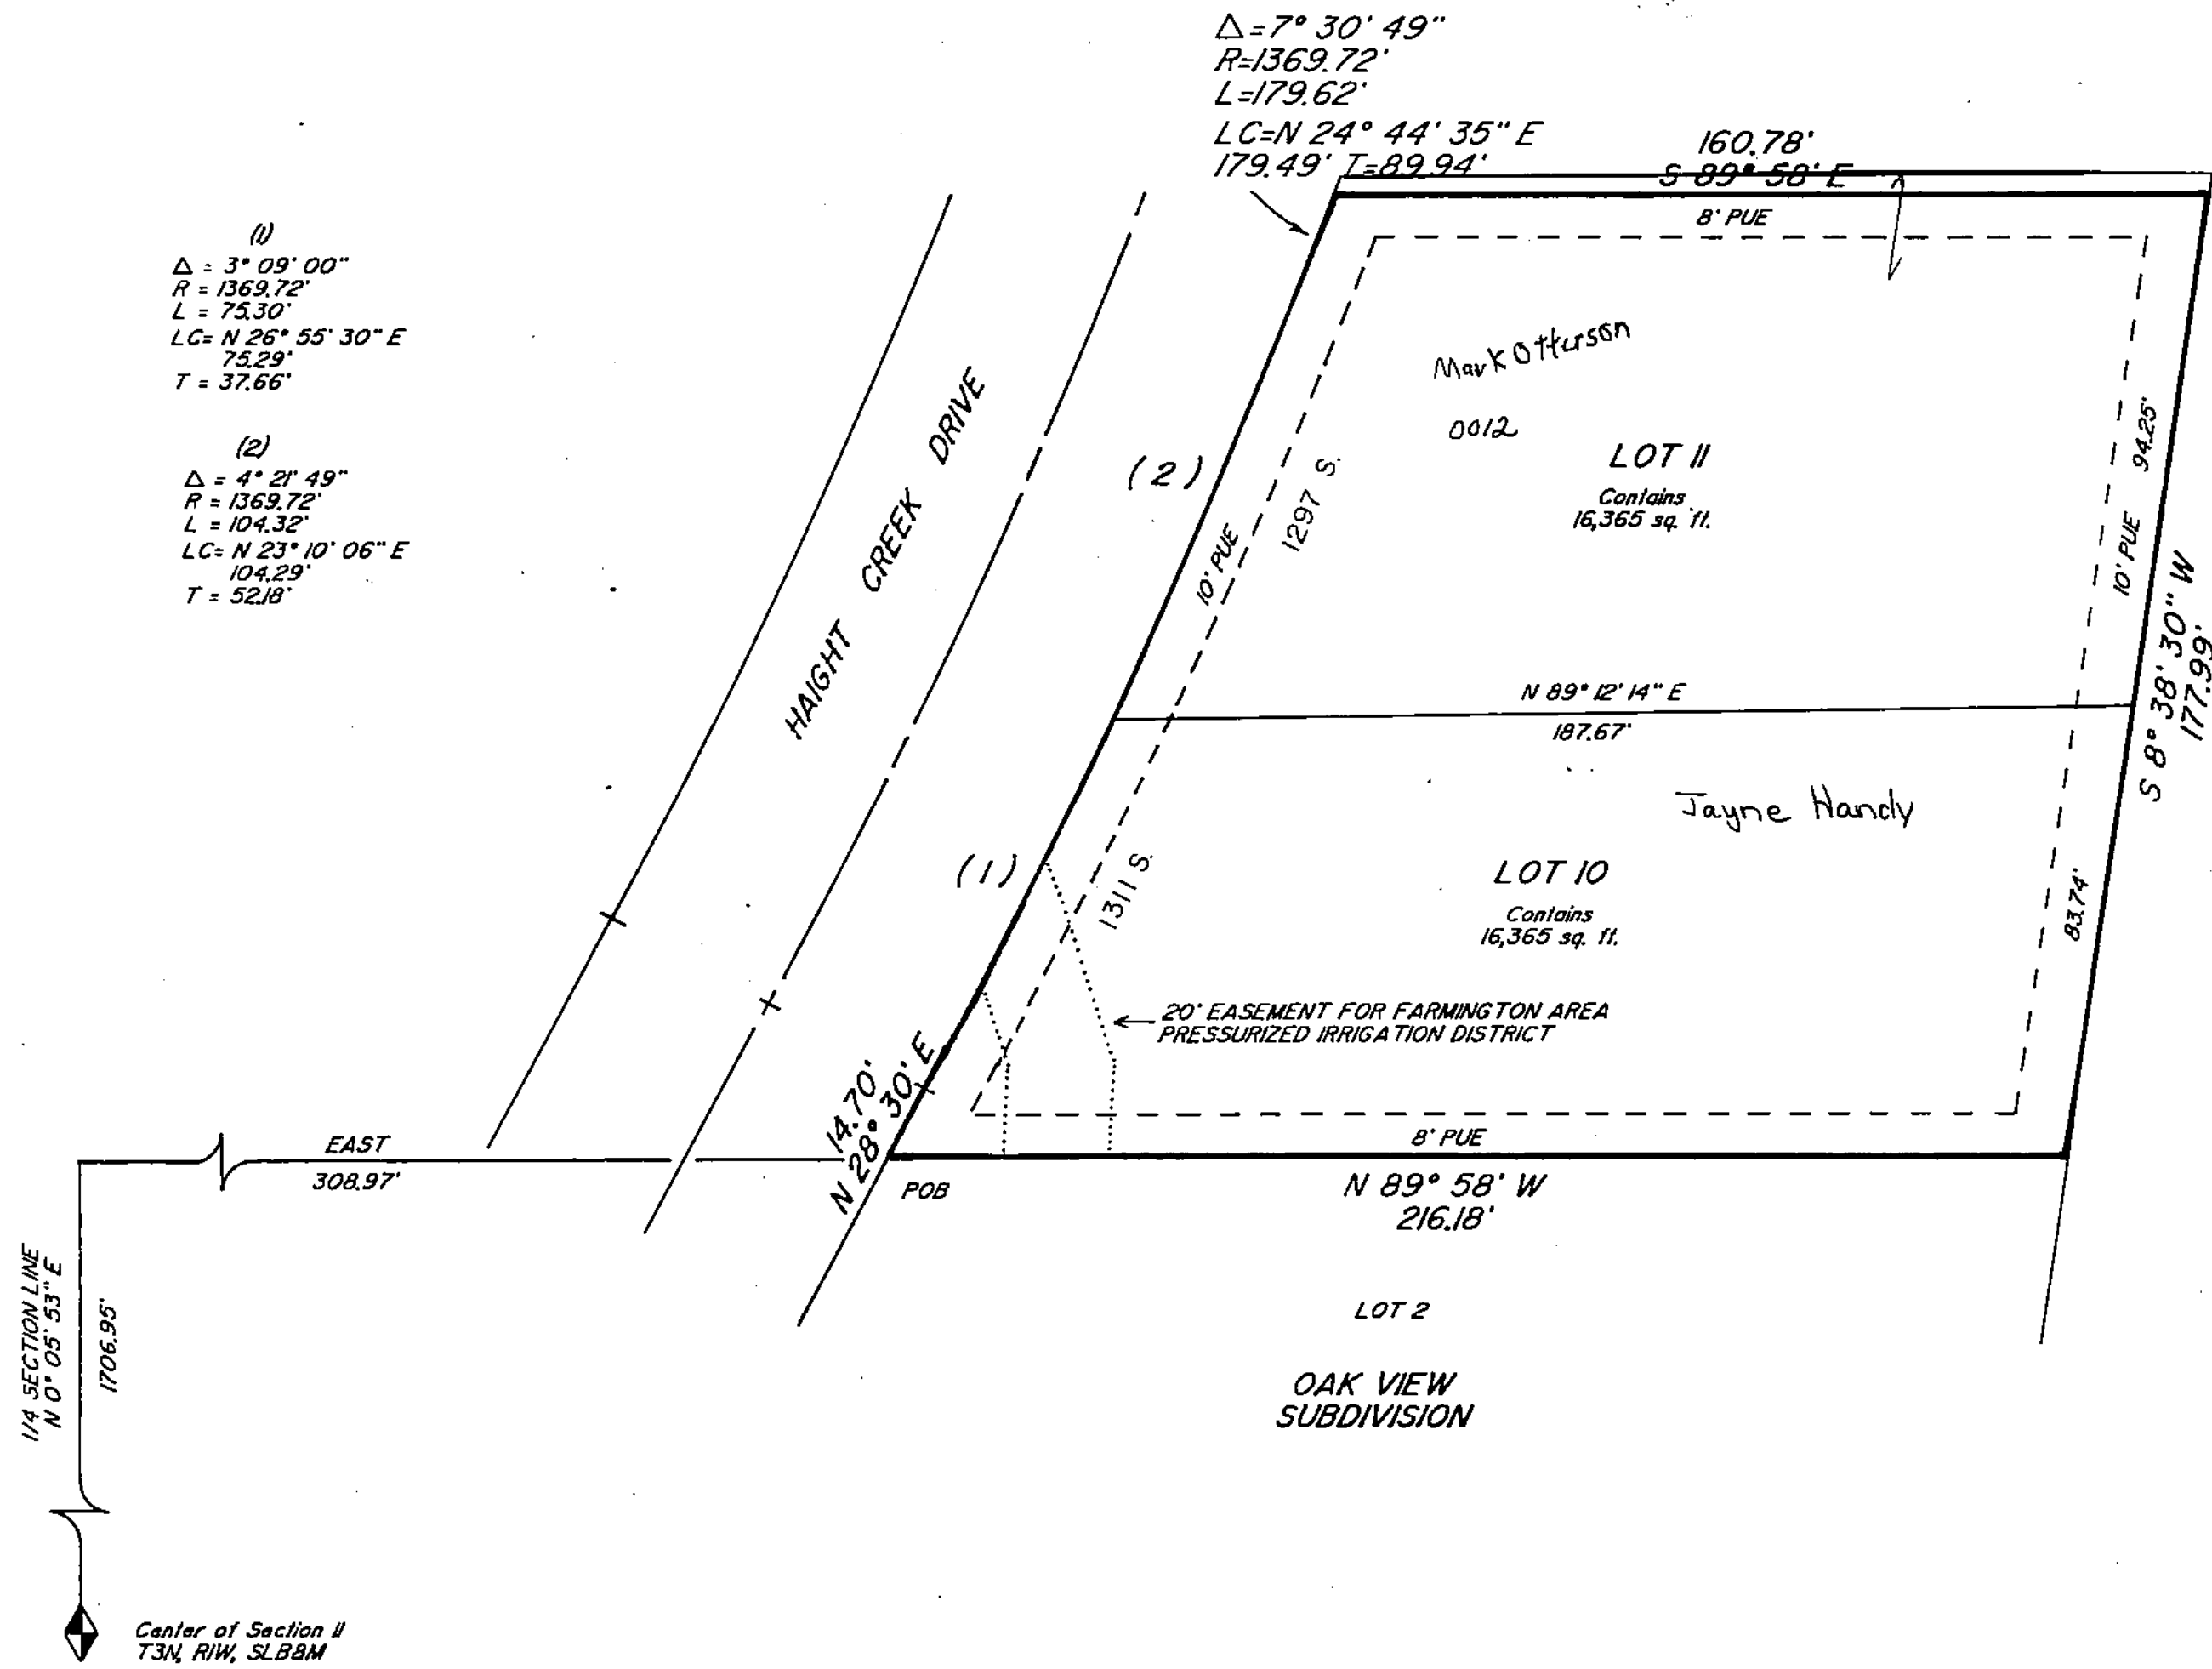 Δ=7° 30' 49"
R=1369.72'
L=179.62'
LC=N 24° 44' 35" E
179.49' T=89.94'
160.78'
S 89° 58' E
8' PUE
(1)
Δ = 3° 09' 00"
R = 1369.72'
L = 75.30'
LC= N 26° 55' 30" E
75.29'
T = 37.66'
(2)
Δ = 4° 21' 49"
R = 1369.72'
L = 104.32'
LC= N 23° 10' 06" E
104.29'
T = 52.18'
HAIGHT CREEK DRIVE
(2)
10' PUE
1297 S.
Mark Otterson
0012
LOT 11
Contains
16,365 sq. ft.
94.25'
10' PUE
S 8° 38' 30" W
177.99'
N 89° 12' 14" E
187.67'
Jayne Handy
(1)
1311 S.
LOT 10
Contains
16,365 sq. ft.
83.74'
20' EASEMENT FOR FARMINGTON AREA
PRESSURIZED IRRIGATION DISTRICT
14.70'
N 28° 30' E
8' PUE
EAST
308.97'
POB
N 89° 58' W
216.18'
1/4 SECTION LINE
N 0° 05' 53" E
1706.95'
LOT 2
OAK VIEW
SUBDIVISION
Center of Section 11
T3N, R1W, SLB&M